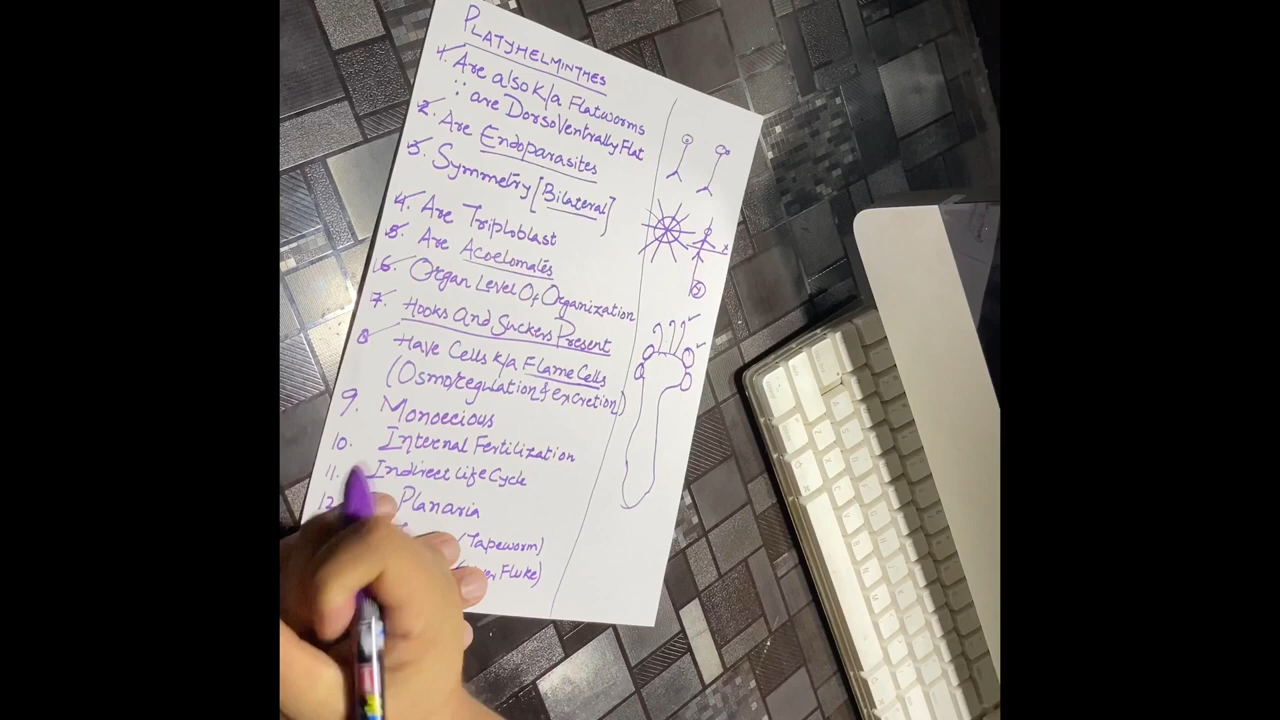 PLATYHELMINTHES
1. Are also k/a Flatworms
∵ are DorsoVentrally Flat
2. Are Endoparasites
3. Symmetry [Bilateral]
4. Are Triploblast
5. Are Acoelomates
6. Organ Level Of Organization
7. Hooks And Suckers Present
8 Have Cells k/a Flame Cells
(Osmoregulation & excretion)
9. Monoecious
10. Internal Fertilization
11. Indirect Life Cycle
12 Planaria
(Tapeworm)
Fluke)